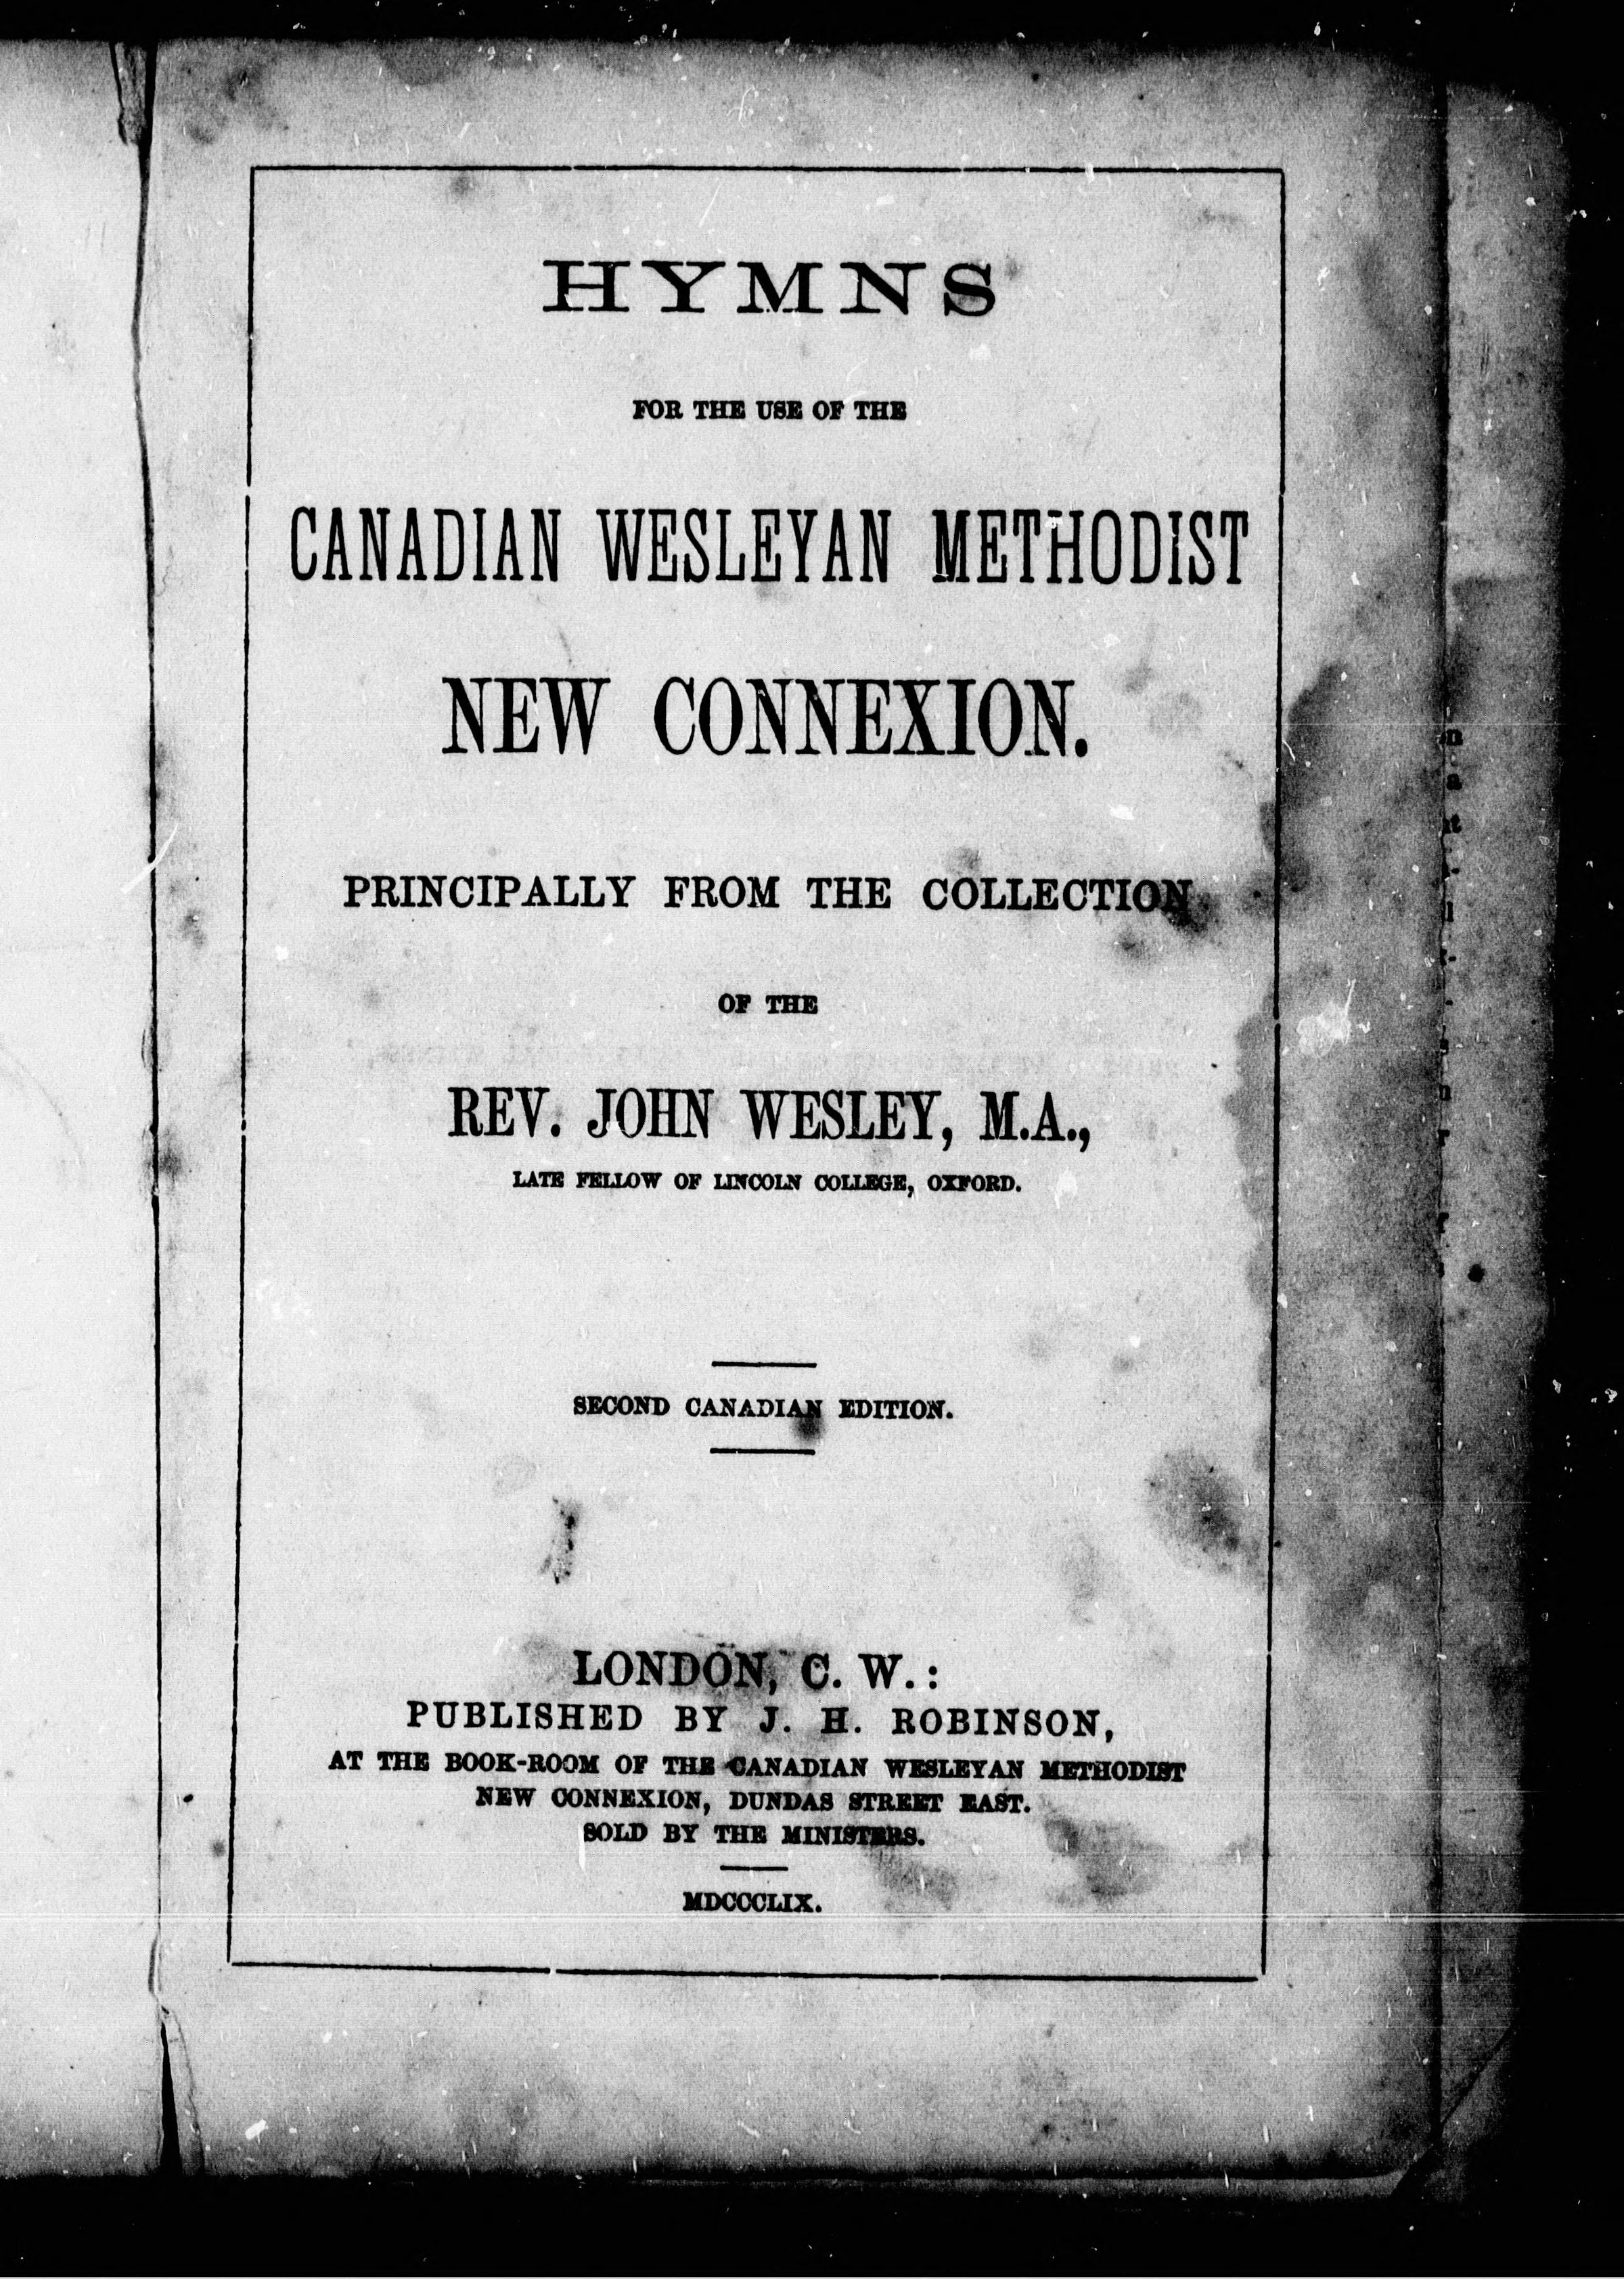 HYMNS
FOR THE USE OF THE
CANADIAN WESLEYAN METHODIST
NEW CONNEXION.
PRINCIPALLY FROM THE COLLECTION
OF THE
REV. JOHN WESLEY, M.A.,
LATE FELLOW OF LINCOLN COLLEGE, OXFORD.
SECOND CANADIAN EDITION.
LONDON, C. W.:
PUBLISHED BY J. H. ROBINSON,
AT THE BOOK-ROOM OF THE CANADIAN WESLEYAN METHODIST
NEW CONNEXION, DUNDAS STREET EAST.
SOLD BY THE MINISTERS.
MDCCCLIX.